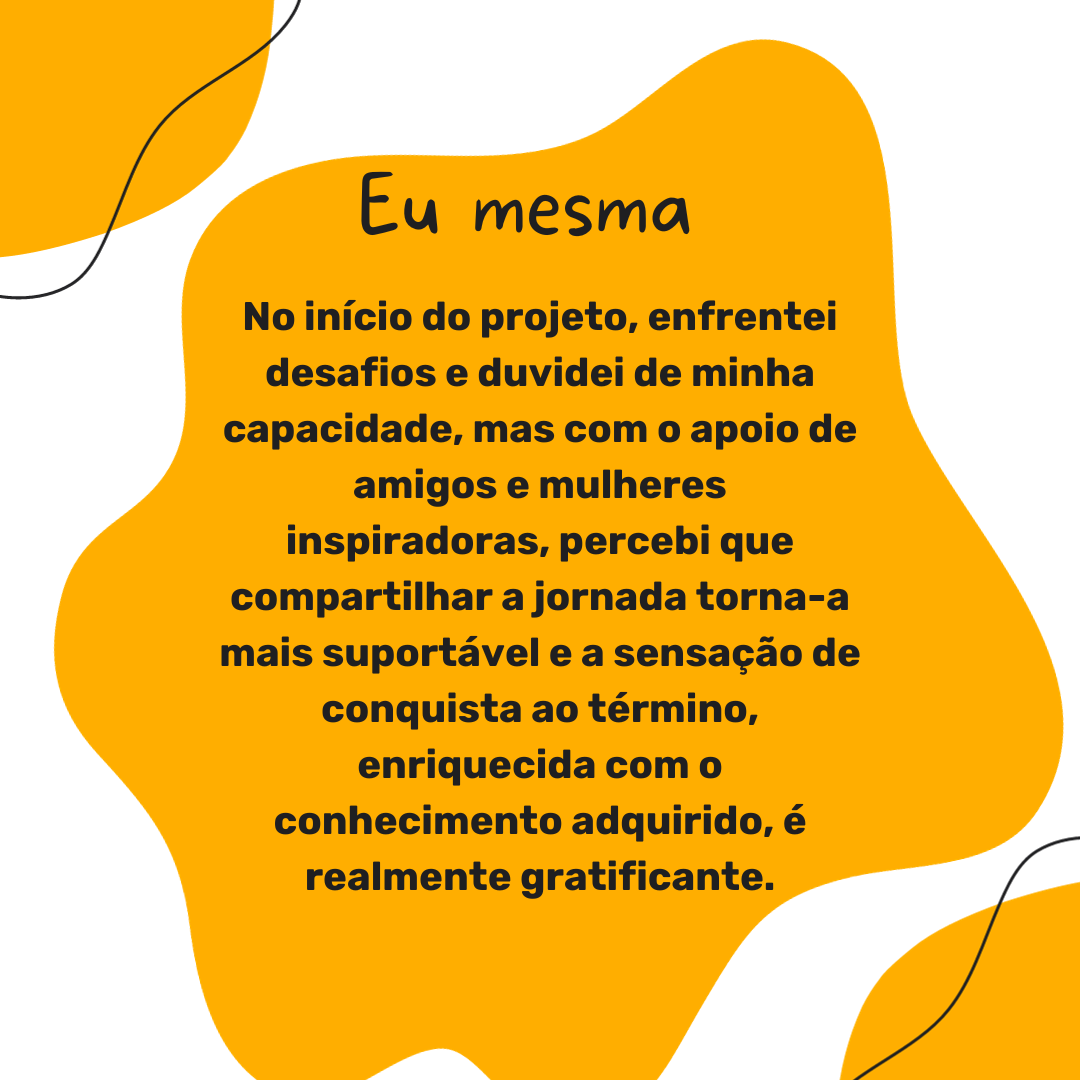 Eu mesma
No início do projeto, enfrentei
desafios e duvidei de minha
capacidade, mas com o apoio de
amigos e mulheres
inspiradoras, percebi que
compartilhar a jornada torna-a
mais suportável e a sensação de
conquista ao término,
enriquecida com o
conhecimento adquirido, é
realmente gratificante.